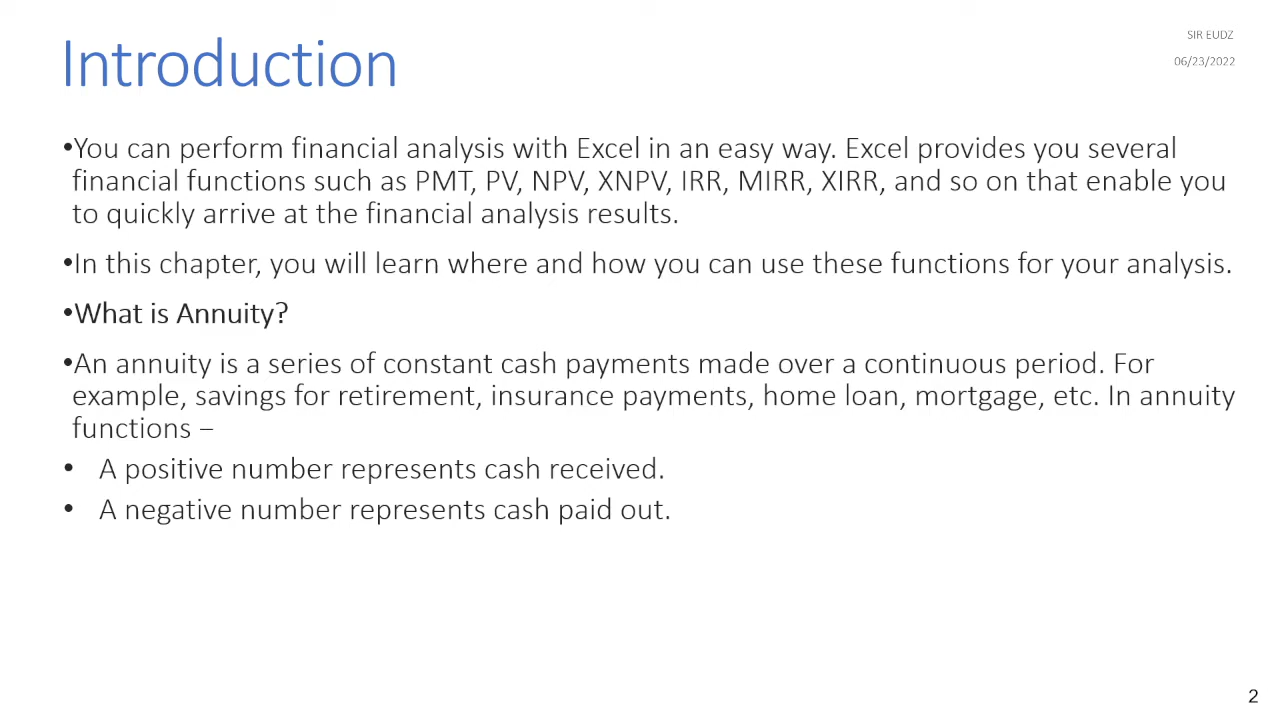 Introduction
SIR EUDZ
06/23/2022
•You can perform financial analysis with Excel in an easy way. Excel provides you several
financial functions such as PMT, PV, NPV, XNPV, IRR, MIRR, XIRR, and so on that enable you
to quickly arrive at the financial analysis results.
•In this chapter, you will learn where and how you can use these functions for your analysis.
•What is Annuity?
•An annuity is a series of constant cash payments made over a continuous period. For
example, savings for retirement, insurance payments, home loan, mortgage, etc. In annuity
functions −
• A positive number represents cash received.
• A negative number represents cash paid out.
2